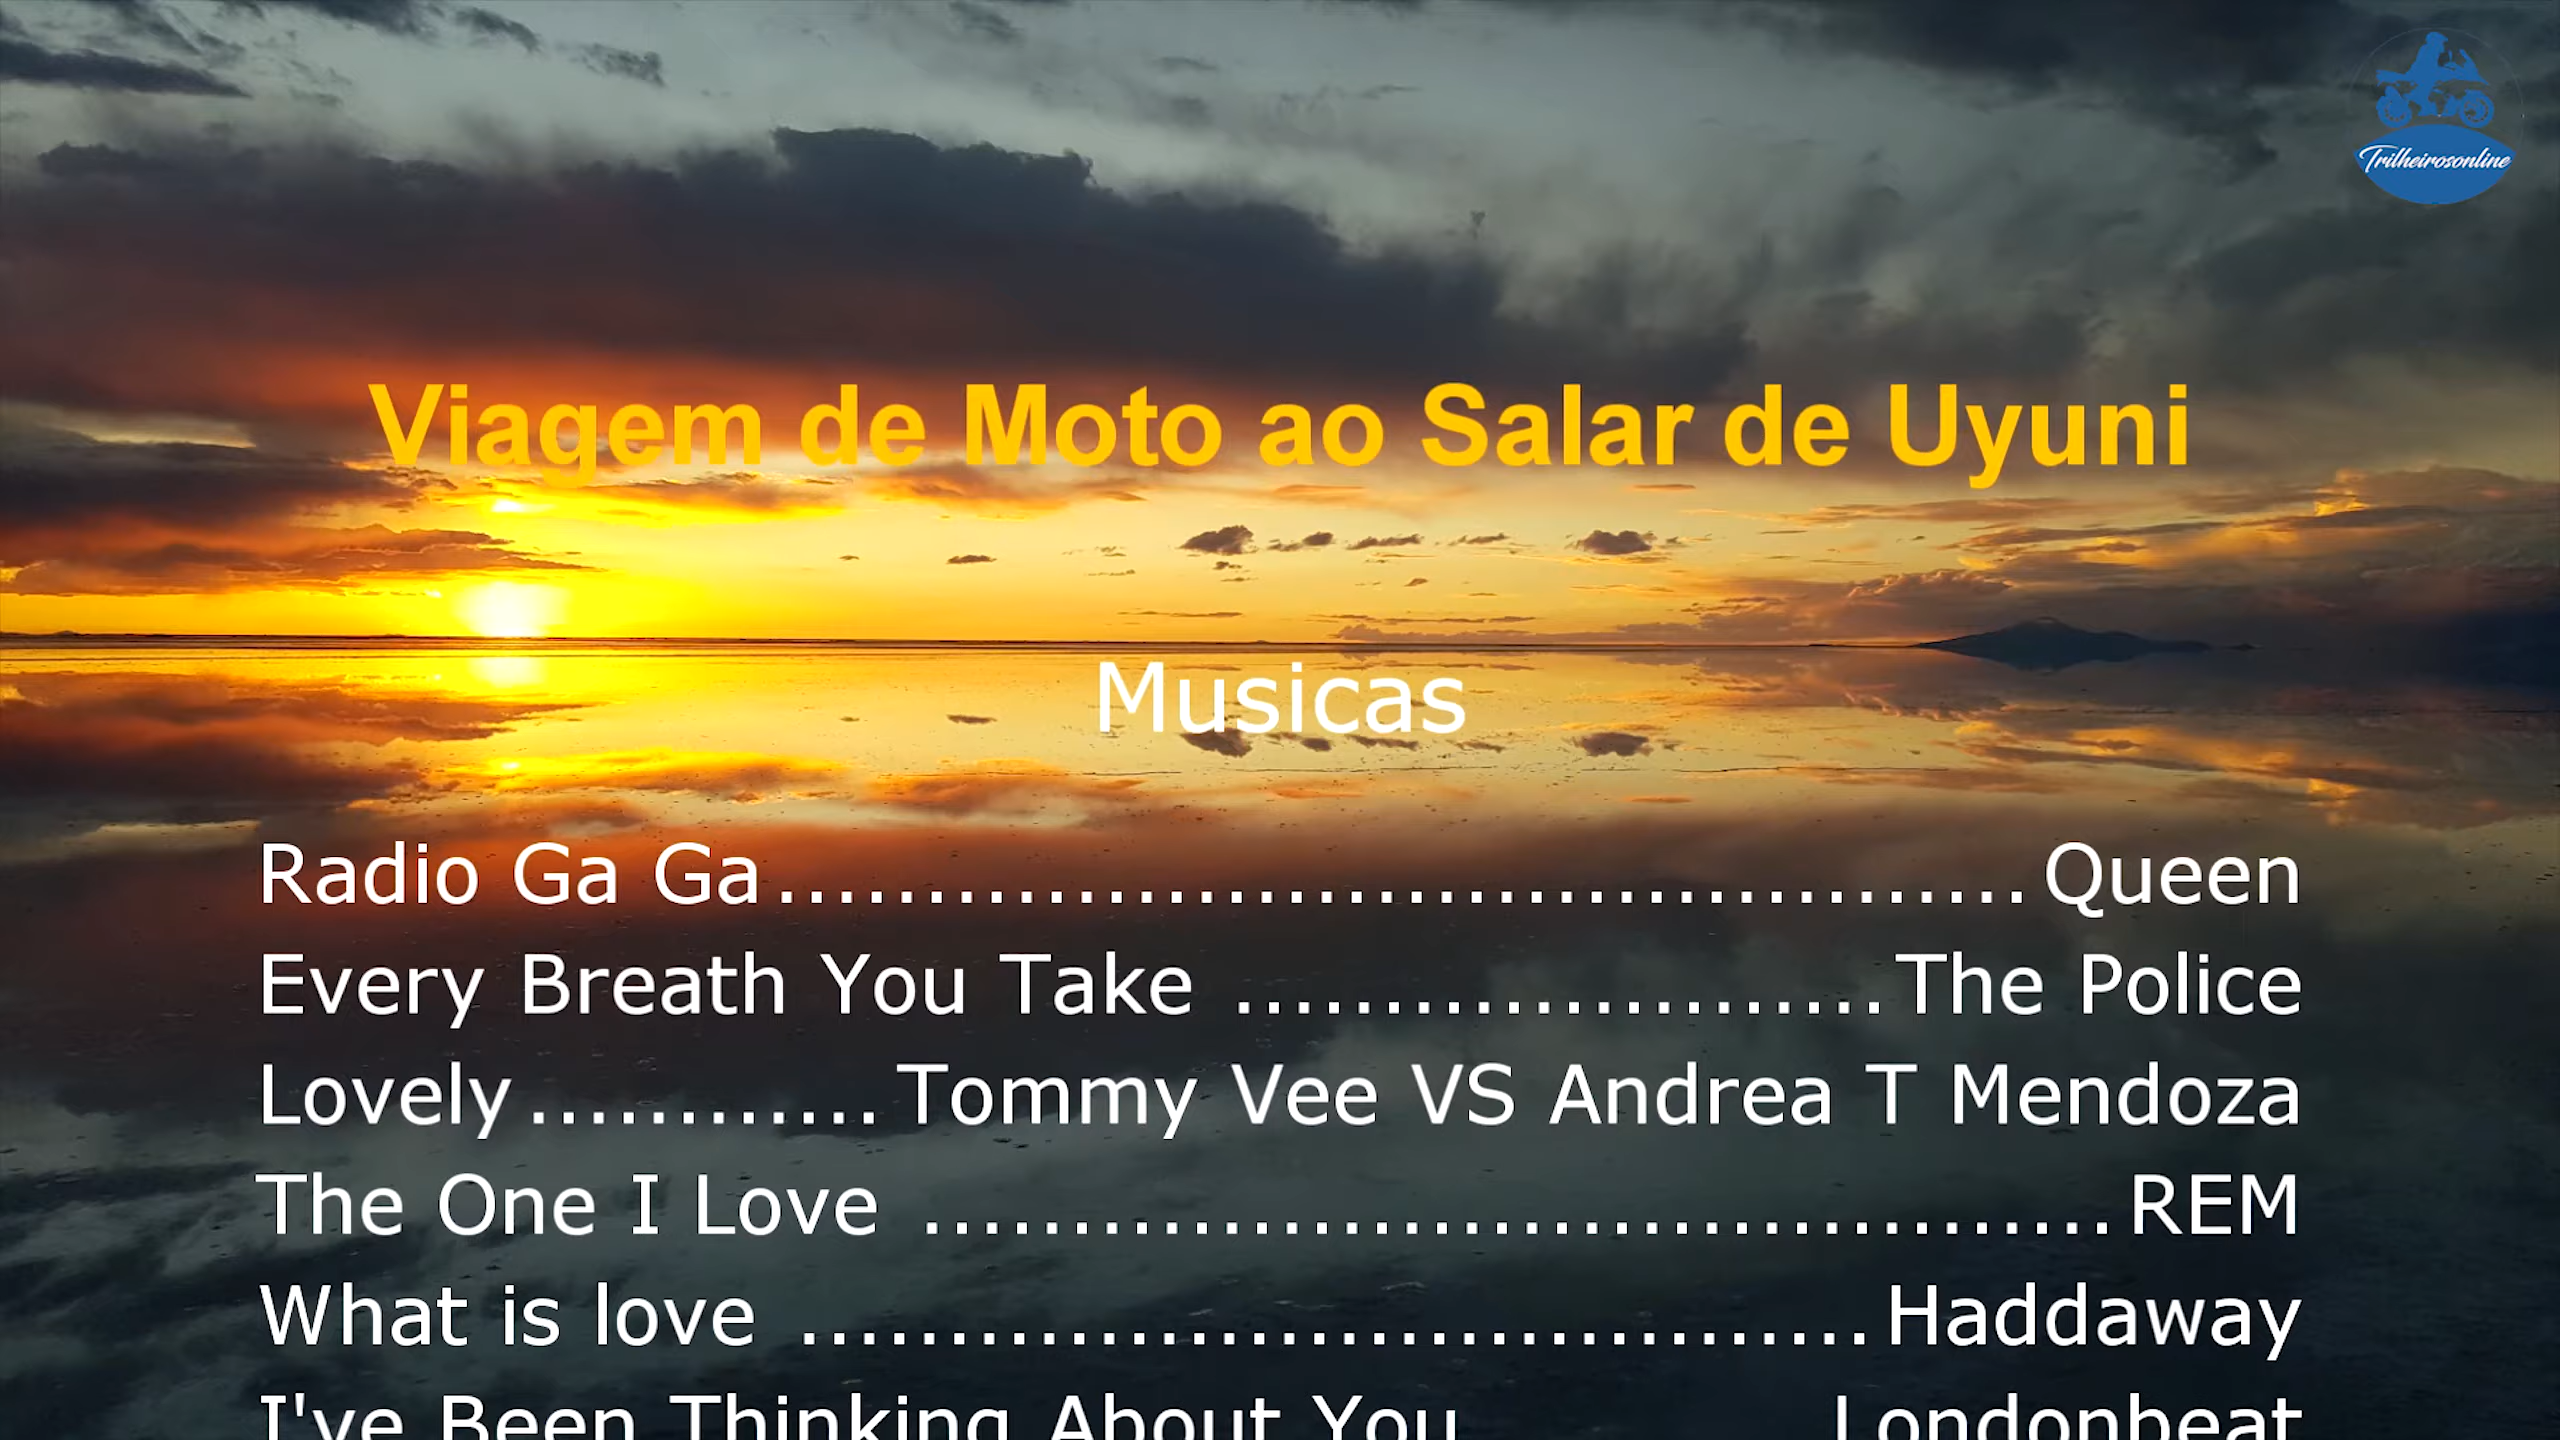 Trilheirosonline
Viagem de Moto ao Salar de Uyuni
Musicas
Radio Ga Ga..........................................Queen
Every Breath You Take ......................The Police
Lovely............Tommy Vee VS Andrea T Mendoza
The One I Love ........................................REM
What is love ....................................Haddaway
I've Been Thinking About You Londonbeat